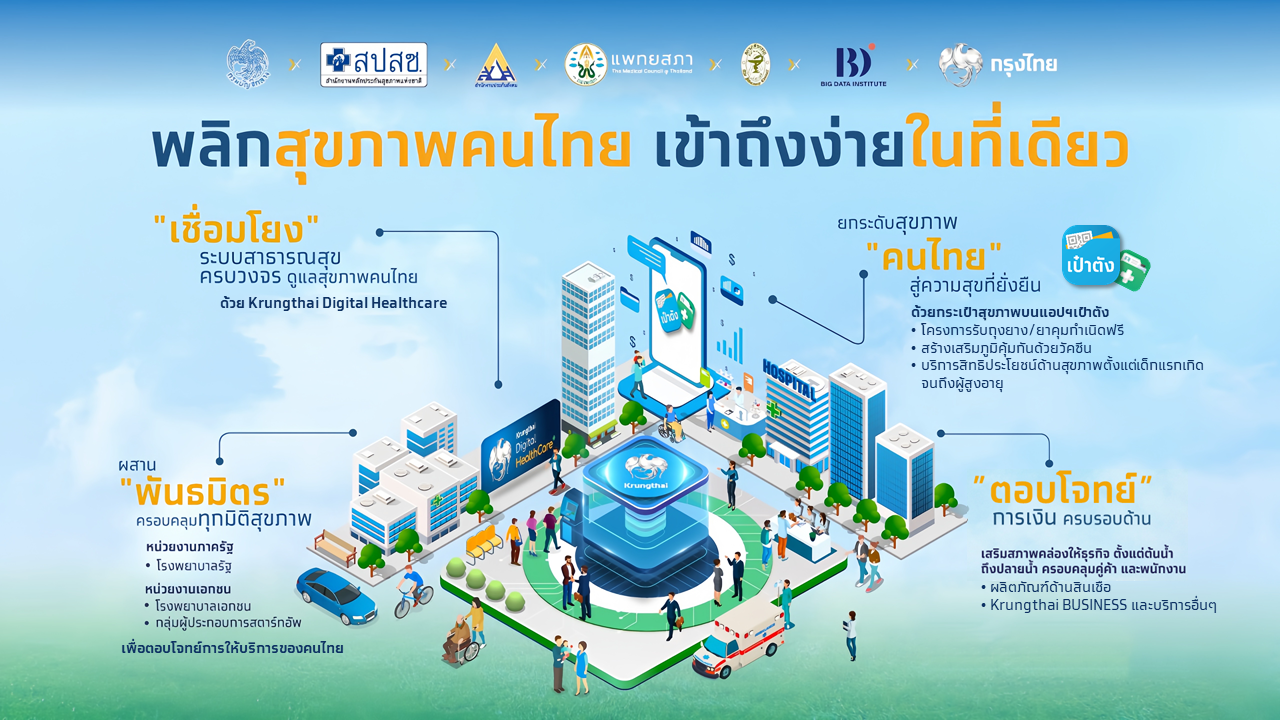 สปสช.
สำนักงานหลักประกันสุขภาพแห่งชาติ
สำนักงานประกันสังคม
แพทยสภา
The Medical Council of Thailand
BD
BIG DATA INSTITUTE
กรุงไทย
พลิกสุขภาพคนไทย เข้าถึงง่ายในที่เดียว
"เชื่อมโยง"
ระบบสาธารณสุข
ครบวงจร ดูแลสุขภาพคนไทย
ด้วย Krungthai Digital Healthcare
ยกระดับสุขภาพ
"คนไทย"
สู่ความสุขที่ยั่งยืน
เป๋าตัง
ด้วยกระเป๋าสุขภาพบนแอปฯเป๋าตัง
• โครงการรับถุงยาง/ยาคุมกำเนิดฟรี
• สร้างเสริมภูมิคุ้มกันด้วยวัคซีน
• บริการสิทธิประโยชน์ด้านสุขภาพตั้งแต่เด็กแรกเกิด
จนถึงผู้สูงอายุ
เป๋าตัง
HOSPITAL
Krungthai
Digital
HealthCare
Krungthai
ผสาน
"พันธมิตร"
ครอบคลุมทุกมิติสุขภาพ
หน่วยงานภาครัฐ
• โรงพยาบาลรัฐ
หน่วยงานเอกชน
• โรงพยาบาลเอกชน
• กลุ่มผู้ประกอบการสตาร์ทอัพ
เพื่อตอบโจทย์การให้บริการของคนไทย
"ตอบโจทย์"
การเงิน ครบรอบด้าน
เสริมสภาพคล่องให้ธุรกิจ ตั้งแต่ต้นน้ำ
ถึงปลายน้ำ ครอบคลุมคู่ค้า และพนักงาน
• ผลิตภัณฑ์ด้านสินเชื่อ
• Krungthai BUSINESS และบริการอื่นๆ